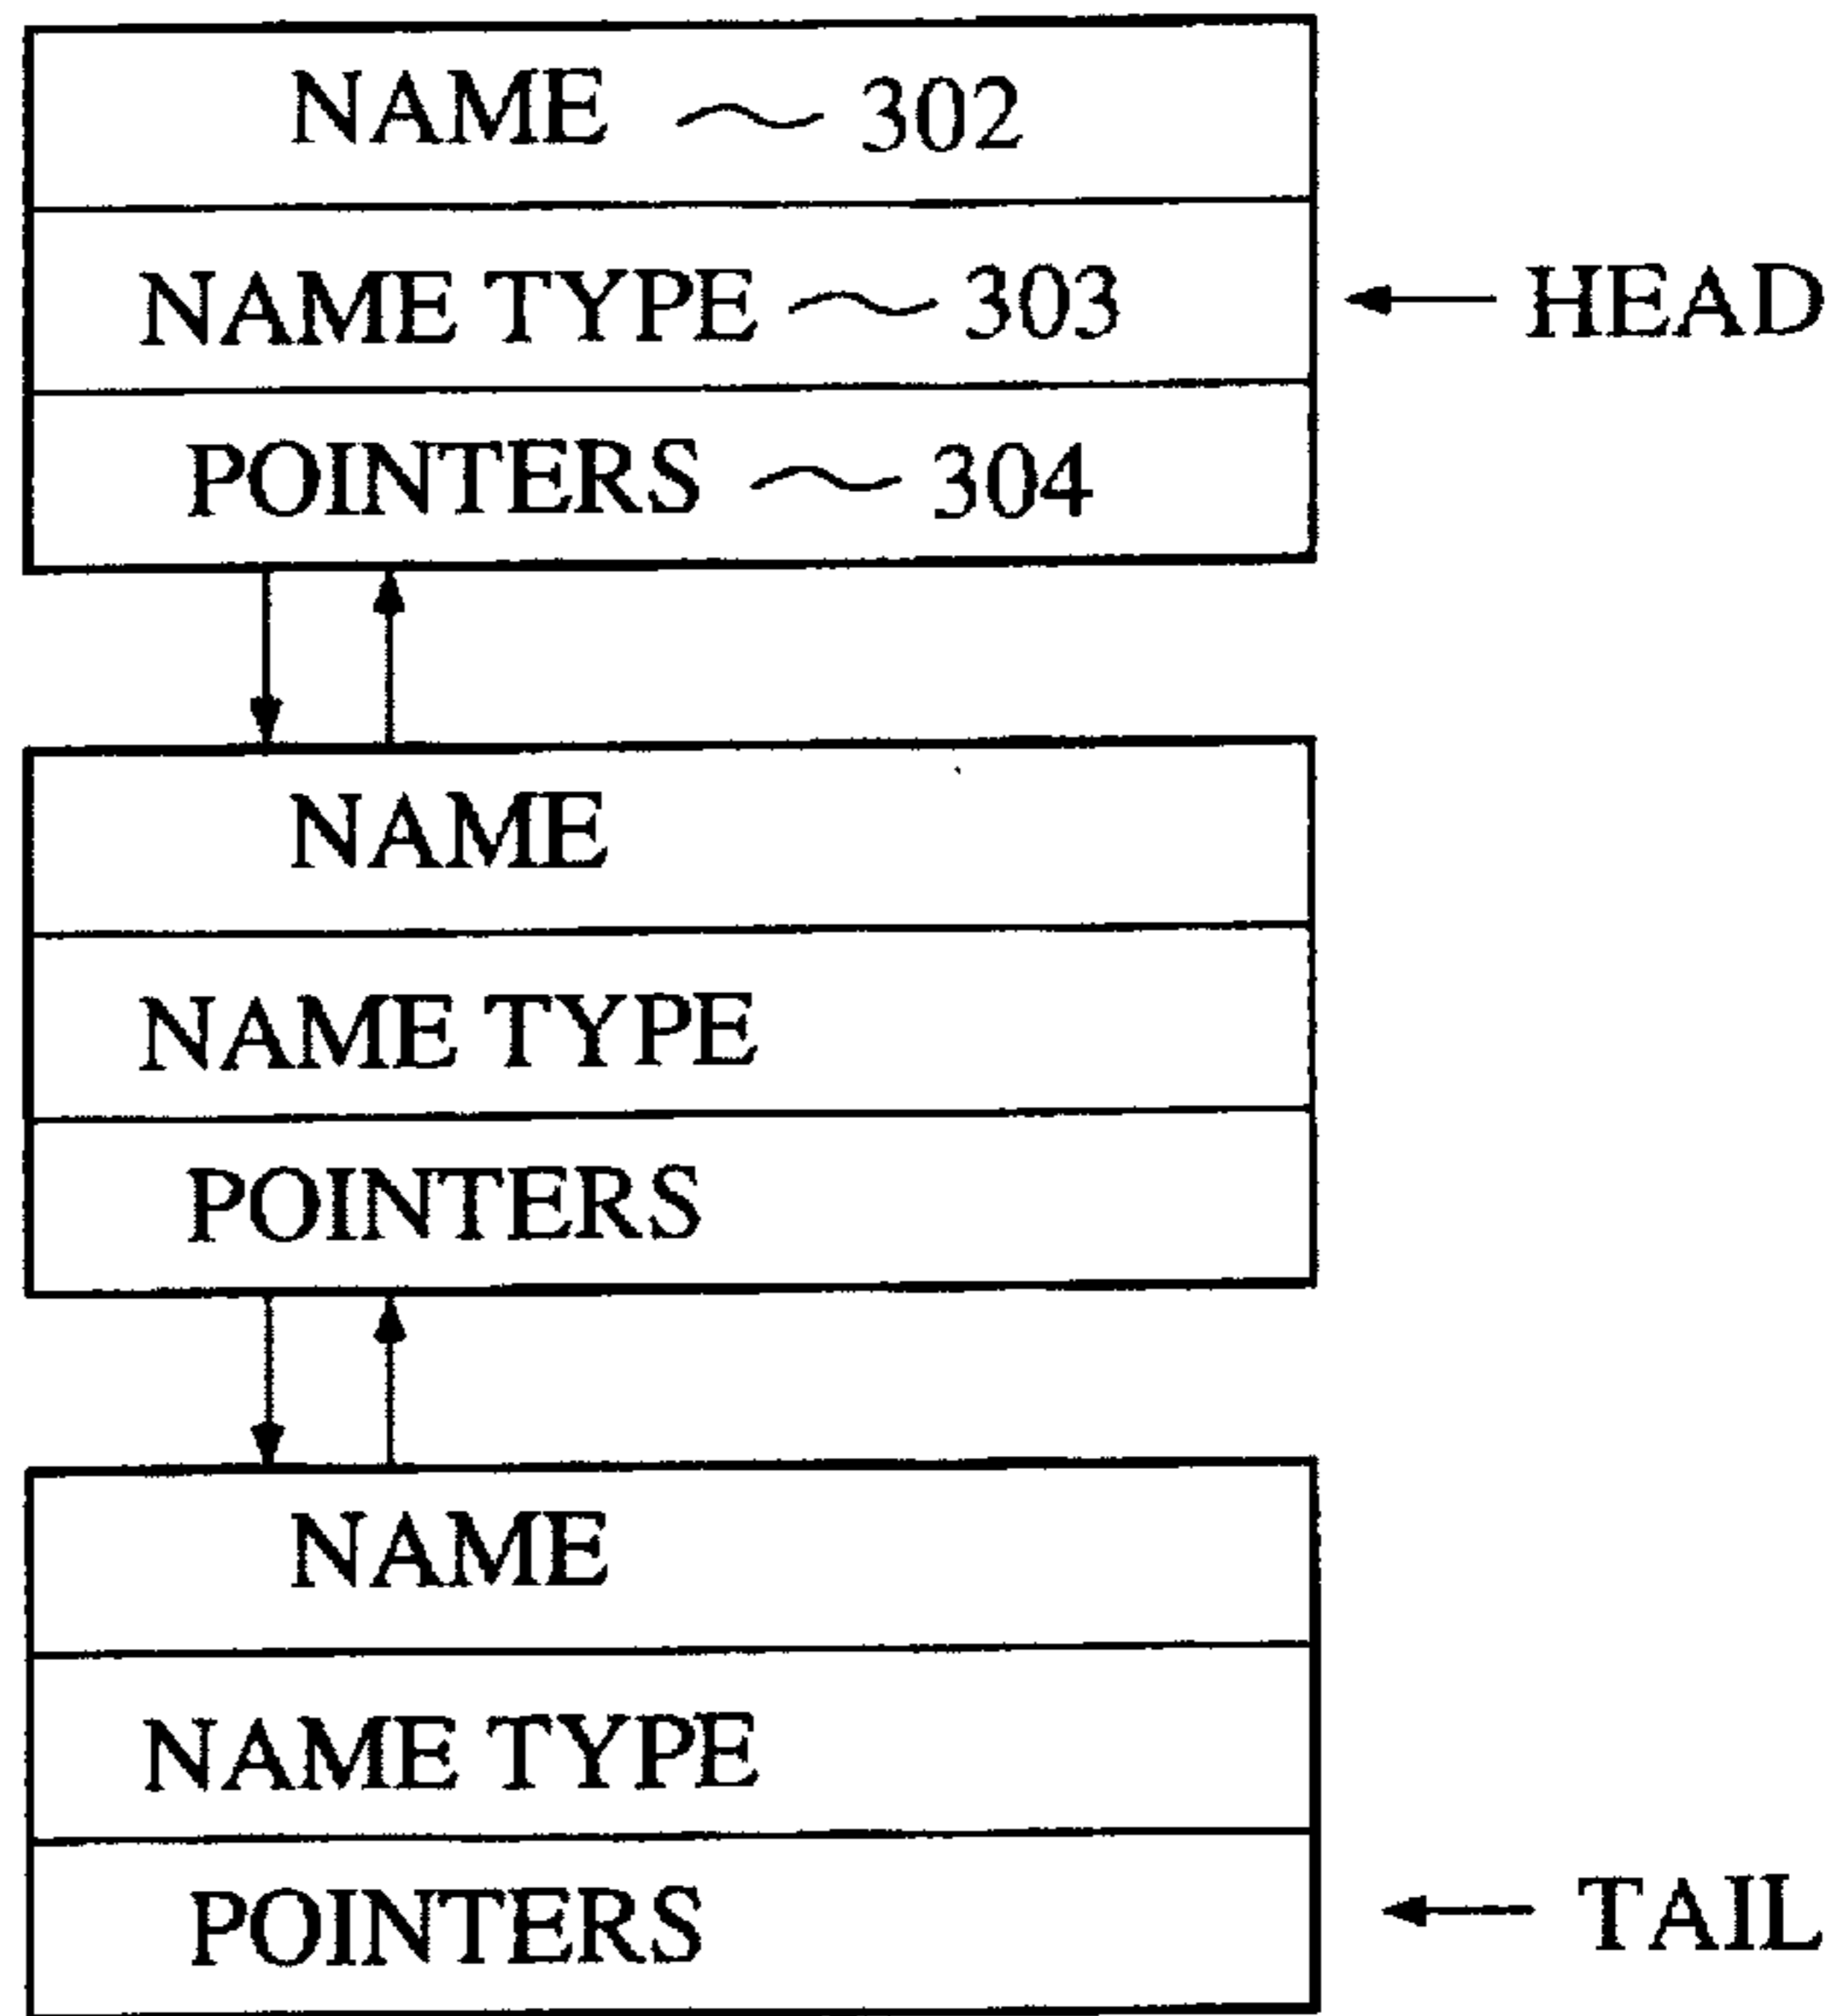 NAME 302
NAME TYPE 303
HEAD
POINTERS 304
NAME
NAME TYPE
POINTERS
NAME
NAME TYPE
POINTERS
TAIL